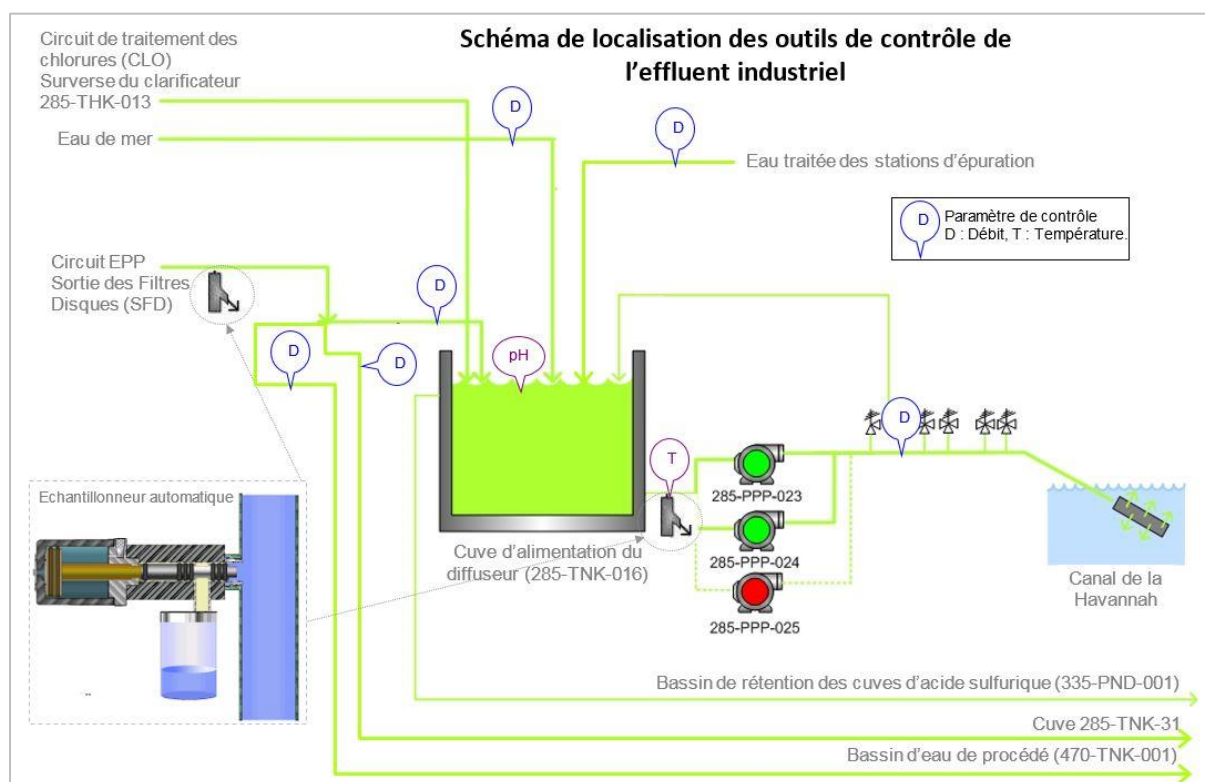 Schéma de localisation des outils de contrôle de
l'effluent industriel
Circuit de traitement des
chlorures (CLO)
Surverse du clarificateur
285-THK-013
D
D
Eau de mer
Eau traitée des stations d'épuration
D
Paramètre de contrôle
D : Débit, T : Température.
Circuit EPP
Sortie des Filtres
Disques (SFD)
D
D
D
pH
D
T
285-PPP-023
Echantillonneur automatique
Cuve d'alimentation du
diffuseur (285-TNK-016)
285-PPP-024
285-PPP-025
Canal de la
Havannah
Bassin de rétention des cuves d'acide sulfurique (335-PND-001)
Cuve 285-TNK-31
Bassin d'eau de procédé (470-TNK-001)